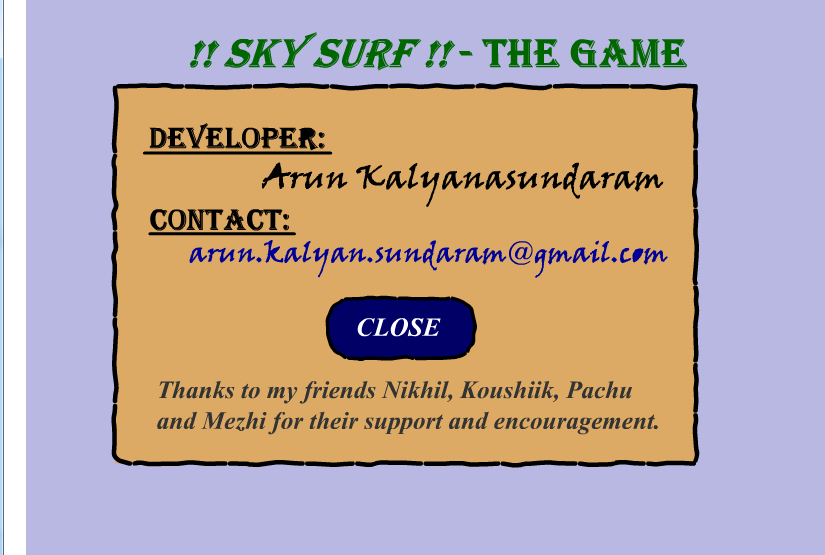 !! SKY SURF !! - THE GAME
DEVELOPER:
Arun Kalyanasundaram
CONTACT:
arun.kalyan.sundaram@gmail.com
CLOSE
Thanks to my friends Nikhil, Koushiik, Pachu
and Mezhi for their support and encouragement.